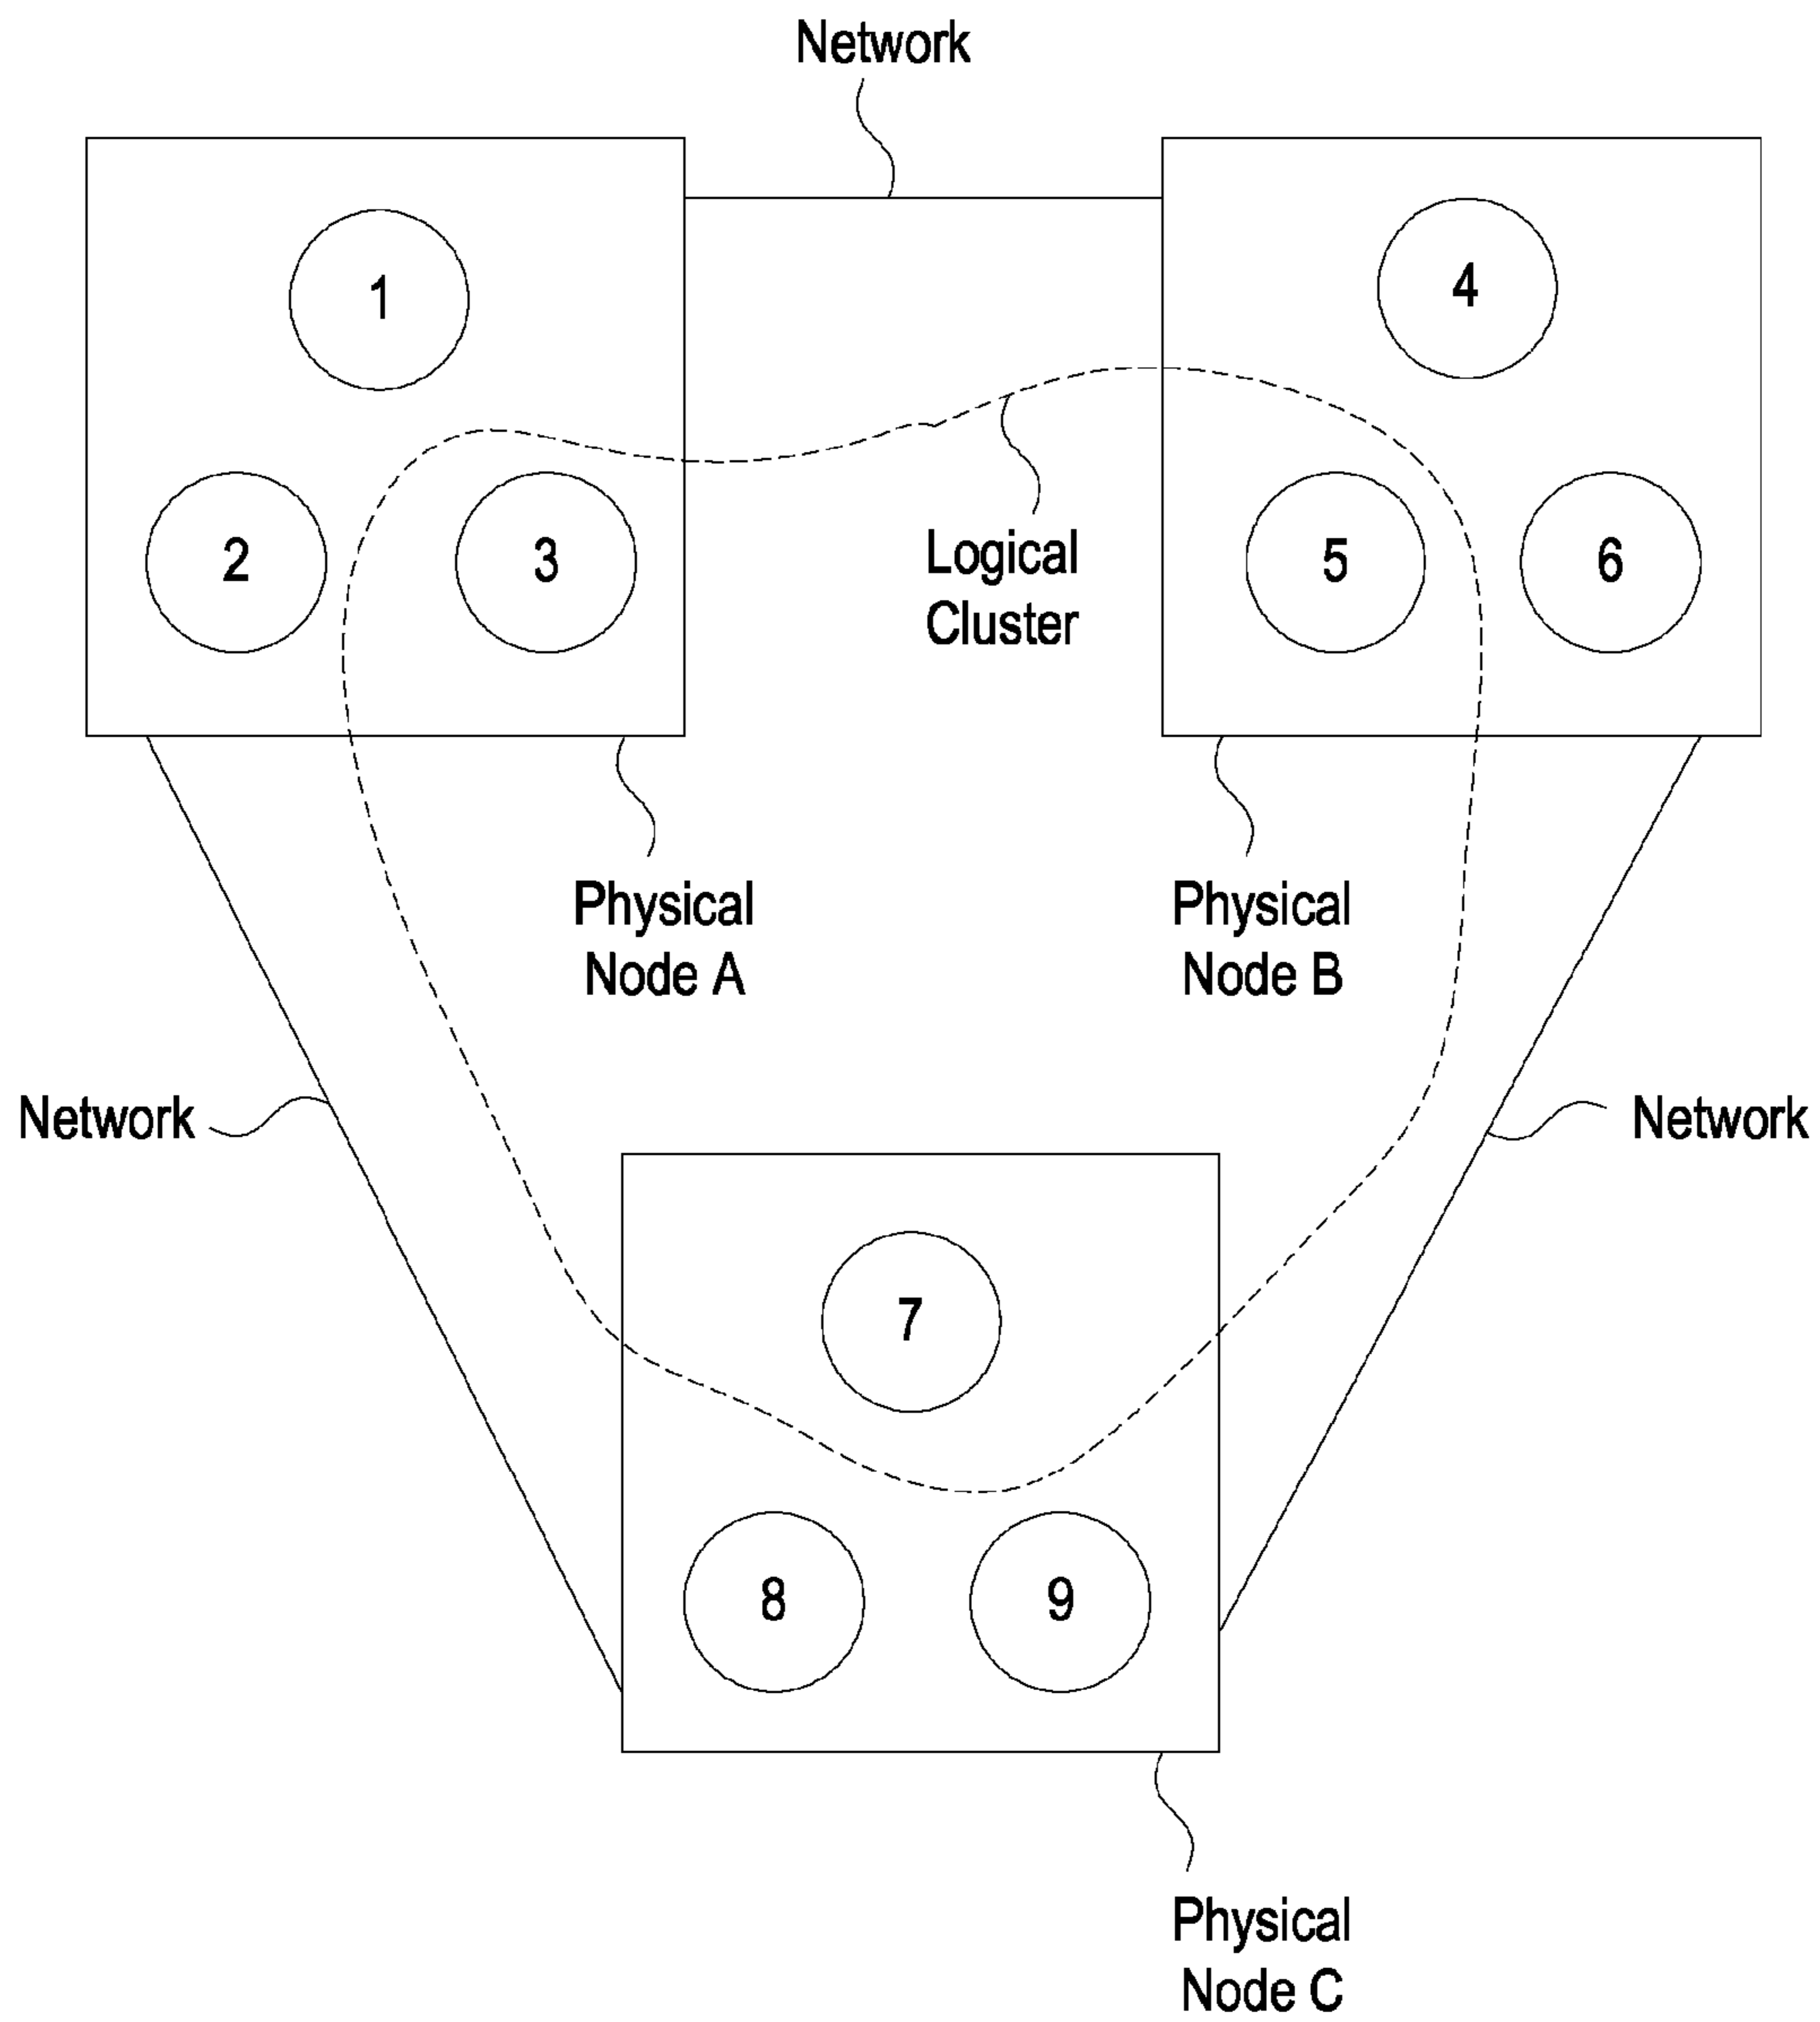 Network
1
4
2
3
Logical
Cluster
5
6
Physical
Node A
Physical
Node B
Network
Network
7
8
9
Physical
Node C